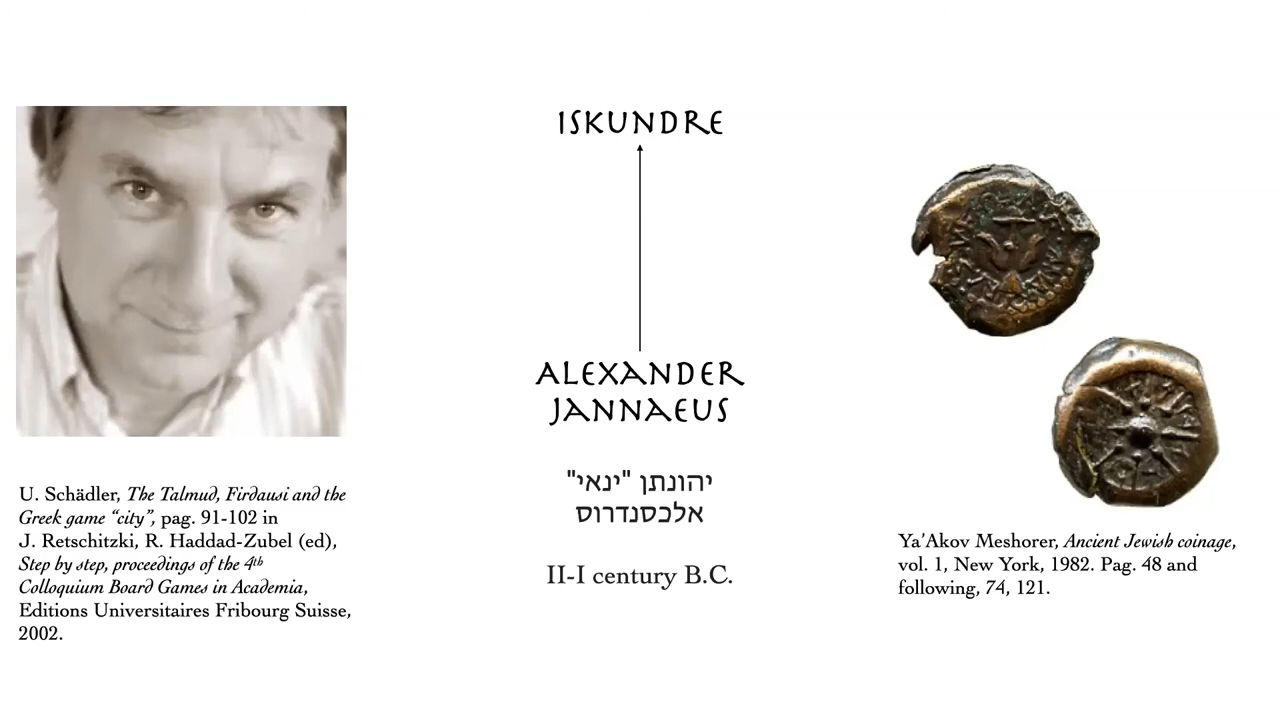 U. Schädler, The Talmud, Firdausi and the
Greek game “city”, pag. 91-102 in
J. Retschitzki, R. Haddad-Zubel (ed),
Step by step, proceedings of the 4th
Colloquium Board Games in Academia,
Editions Universitaires Fribourg Suisse,
2002.
ISKUNDRE
ALEXANDER
JANNAEUS
יהונתן "ינאי"
אלכסנדרוס
II-I century B.C.
Ya’Akov Meshorer, Ancient Jewish coinage,
vol. 1, New York, 1982. Pag. 48 and
following, 74, 121.